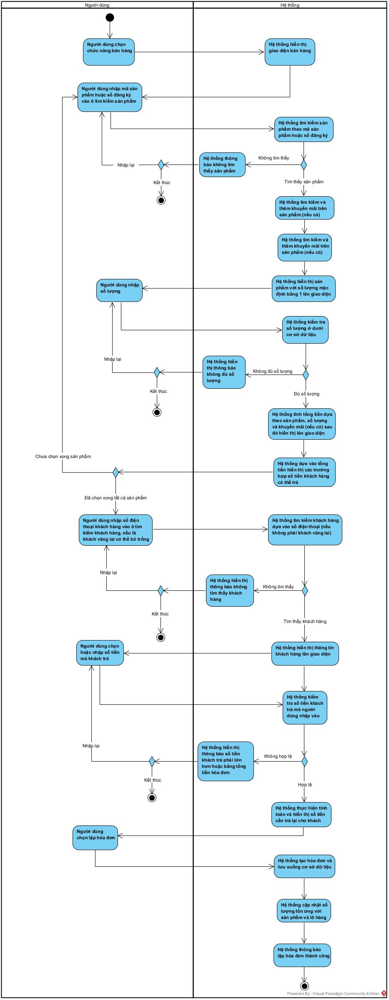 Người dùng
Hệ thống
Người dùng chọn
chức năng bán hàng
Hệ thống hiển thị
giao diện bán hàng
Người dùng nhập mã sản
phẩm hoặc số đăng ký
vào ô tìm kiếm sản phẩm
Hệ thống tìm kiếm sản
phẩm theo mã sản
phẩm hoặc số đăng ký
Không tìm thấy
Hệ thống thông
báo không tìm
thấy sản phẩm
Nhập lại
Kết thúc
Tìm thấy sản phẩm
Hệ thống tìm kiếm và
thêm khuyến mãi trên
sản phẩm (nếu có)
Hệ thống tìm kiếm và
thêm khuyến mãi trên
sản phẩm (nếu có)
Hệ thống hiển thị sản
phẩm với số lượng mặc
định bằng 1 lên giao diện
Người dùng nhập
số lượng
Hệ thống kiểm tra
số lượng ở dưới
cơ sở dữ liệu
Nhập lại
Hệ thống hiển
thị thông báo
không đủ số
lượng
Không đủ số lượng
Kết thúc
Đủ số lượng
Hệ thống tính tổng tiền dựa
theo sản phẩm, số lượng
và khuyến mãi (nếu có) sau
đó hiển thị lên giao diện
Chưa chọn xong sản phẩm
Hệ thống dựa vào tổng
tiền hiển thị các trường
hợp số tiền khách hàng
có thể trả
Đã chọn xong tất cả sản phẩm
Người dùng nhập số điện
thoại khách hàng vào ô tìm
kiếm khách hàng, nếu là
khách vãng lai có thể bỏ trống
Hệ thống tìm kiếm khách hàng
dựa vào số điện thoại (nếu
không phải khách vãng lai)
Nhập lại
Hệ thống hiển thị
thông báo không
tìm thấy khách
hàng
Không tìm thấy
Kết thúc
Tìm thấy khách hàng
Người dùng chọn
hoặc nhập số tiền
mà khách trả
Hệ thống hiển thị thông tin
khách hàng lên giao diện
Hệ thống kiểm
tra số tiền khách
trả mà người
dùng nhập vào
Nhập lại
Hệ thống hiển thị
thông báo số tiền
khách trả phải lớn
hơn hoặc bằng tổng
tiền hóa đơn
Không hợp lệ
Kết thúc
Hợp lệ
Hệ thống thực hiện tính
toán và hiển thị số tiền
cần trả lại cho khách
Người dùng
chọn lập hóa đơn
Hệ thống tạo hóa đơn và
lưu xuống cơ sở dữ liệu
Hệ thống cập nhật số
lượng tồn ứng với
sản phẩm và lô hàng
Hệ thống thông báo
lập hóa đơn thành công
Powered By Visual Paradigm Community Edition